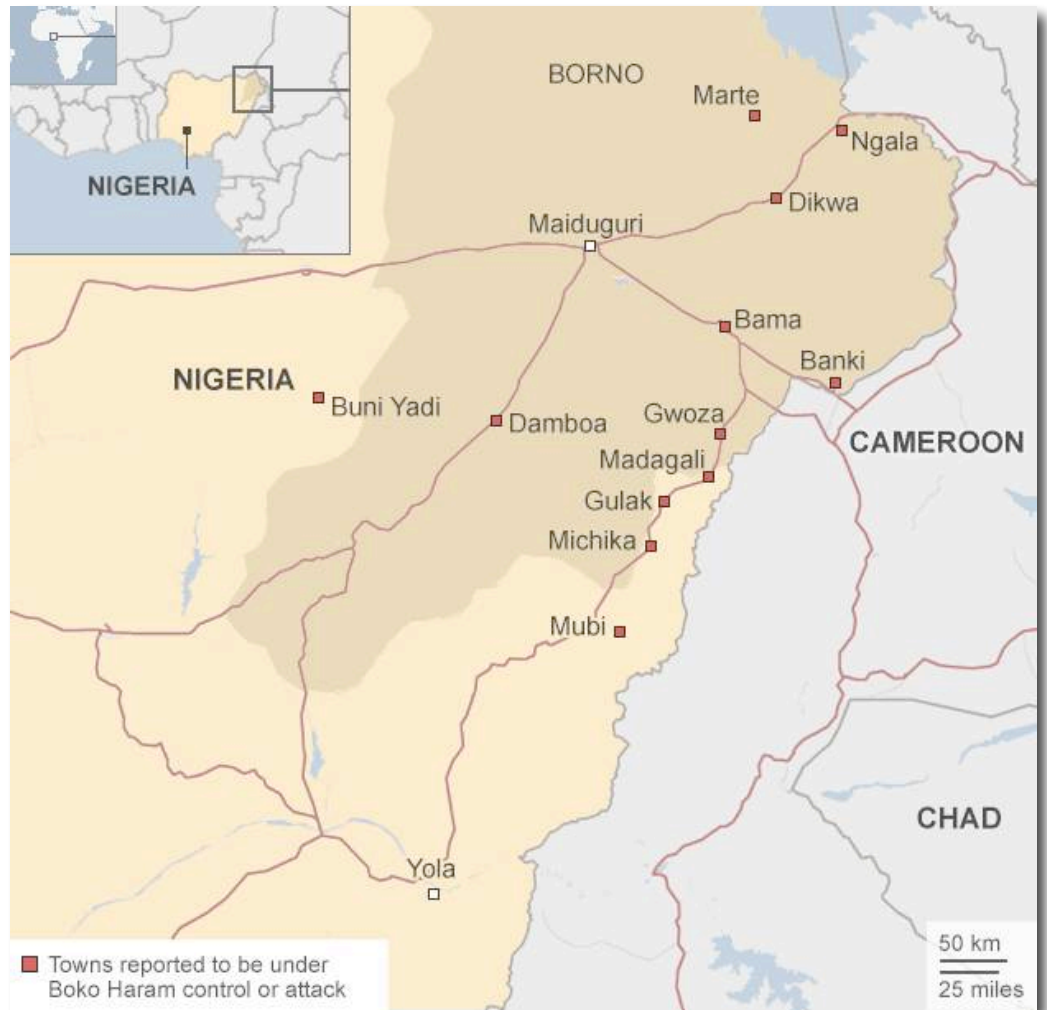 BORNO
Marte
Ngala
NIGERIA
Dikwa
Maiduguri
Bama
Banki
NIGERIA
Buni Yadi
Gwoza
Damboa
CAMEROON
Madagali
Gulak
Michika
Mubi
CHAD
Yola
Towns reported to be under
Boko Haram control or attack
50 km
25 miles